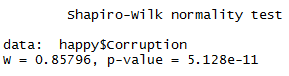 Shapiro-Wilk normality test
data:  happy$Corruption
W = 0.85796, p-value = 5.128e-11